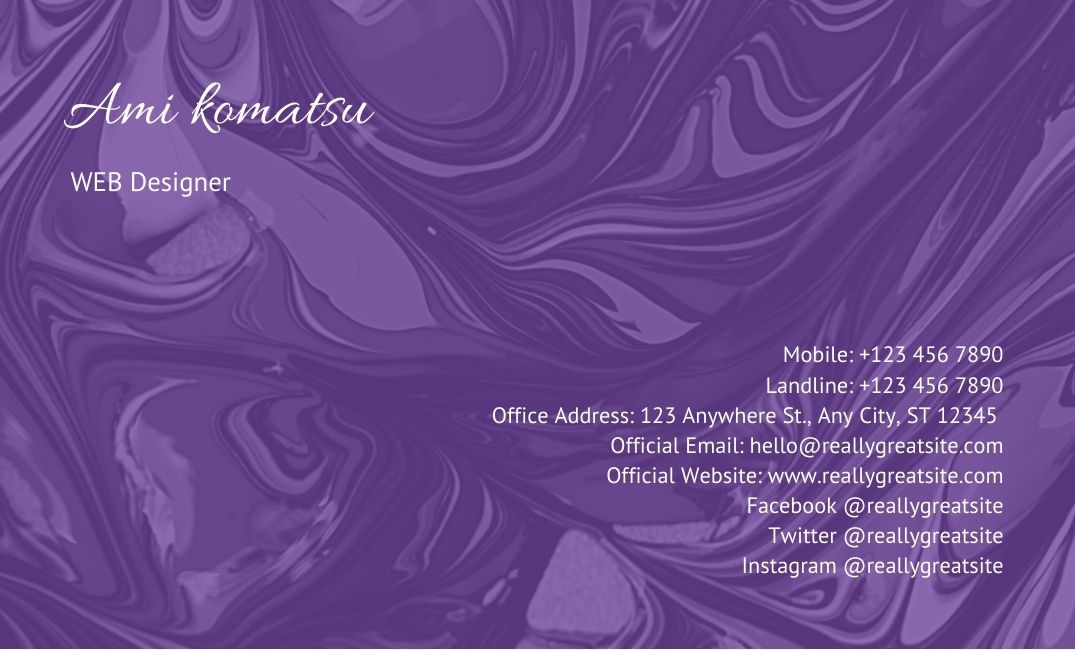 Ami komatsu
WEB Designer
Mobile: +123 456 7890
Landline: +123 456 7890
Office Address: 123 Anywhere St., Any City, ST 12345
Official Email: hello@reallygreatsite.com
Official Website: www.reallygreatsite.com
Facebook @reallygreatsite
Twitter @reallygreatsite
Instagram @reallygreatsite